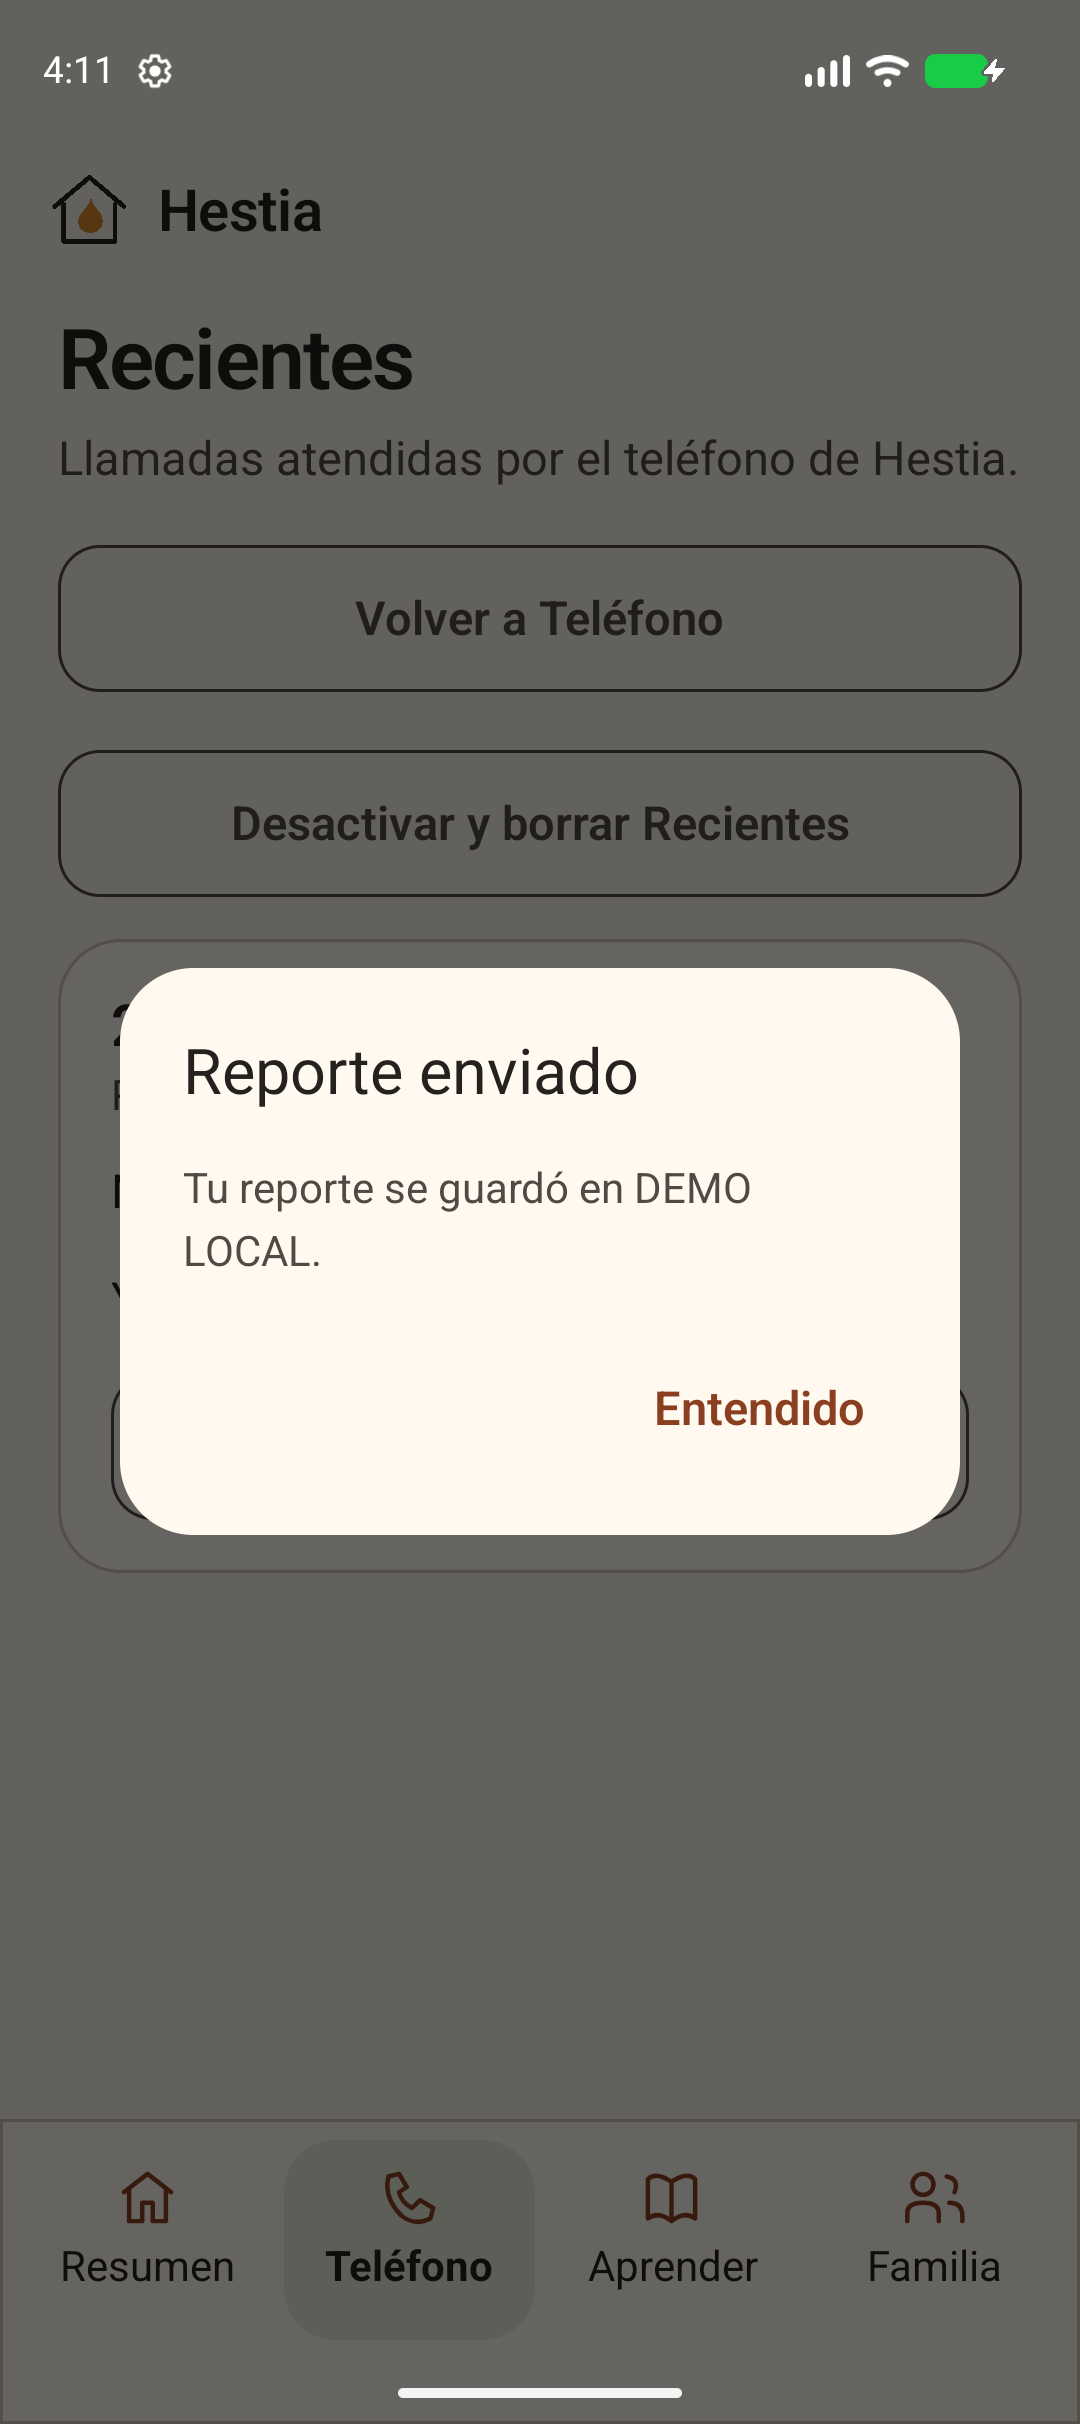 4:11
Hestia
Recientes
Llamadas atendidas por el teléfono de Hestia.
Volver a Teléfono
Desactivar y borrar Recientes
Reporte enviado
Tu reporte se guardó en DEMO
LOCAL.
Entendido
Resumen
Teléfono
Aprender
Familia